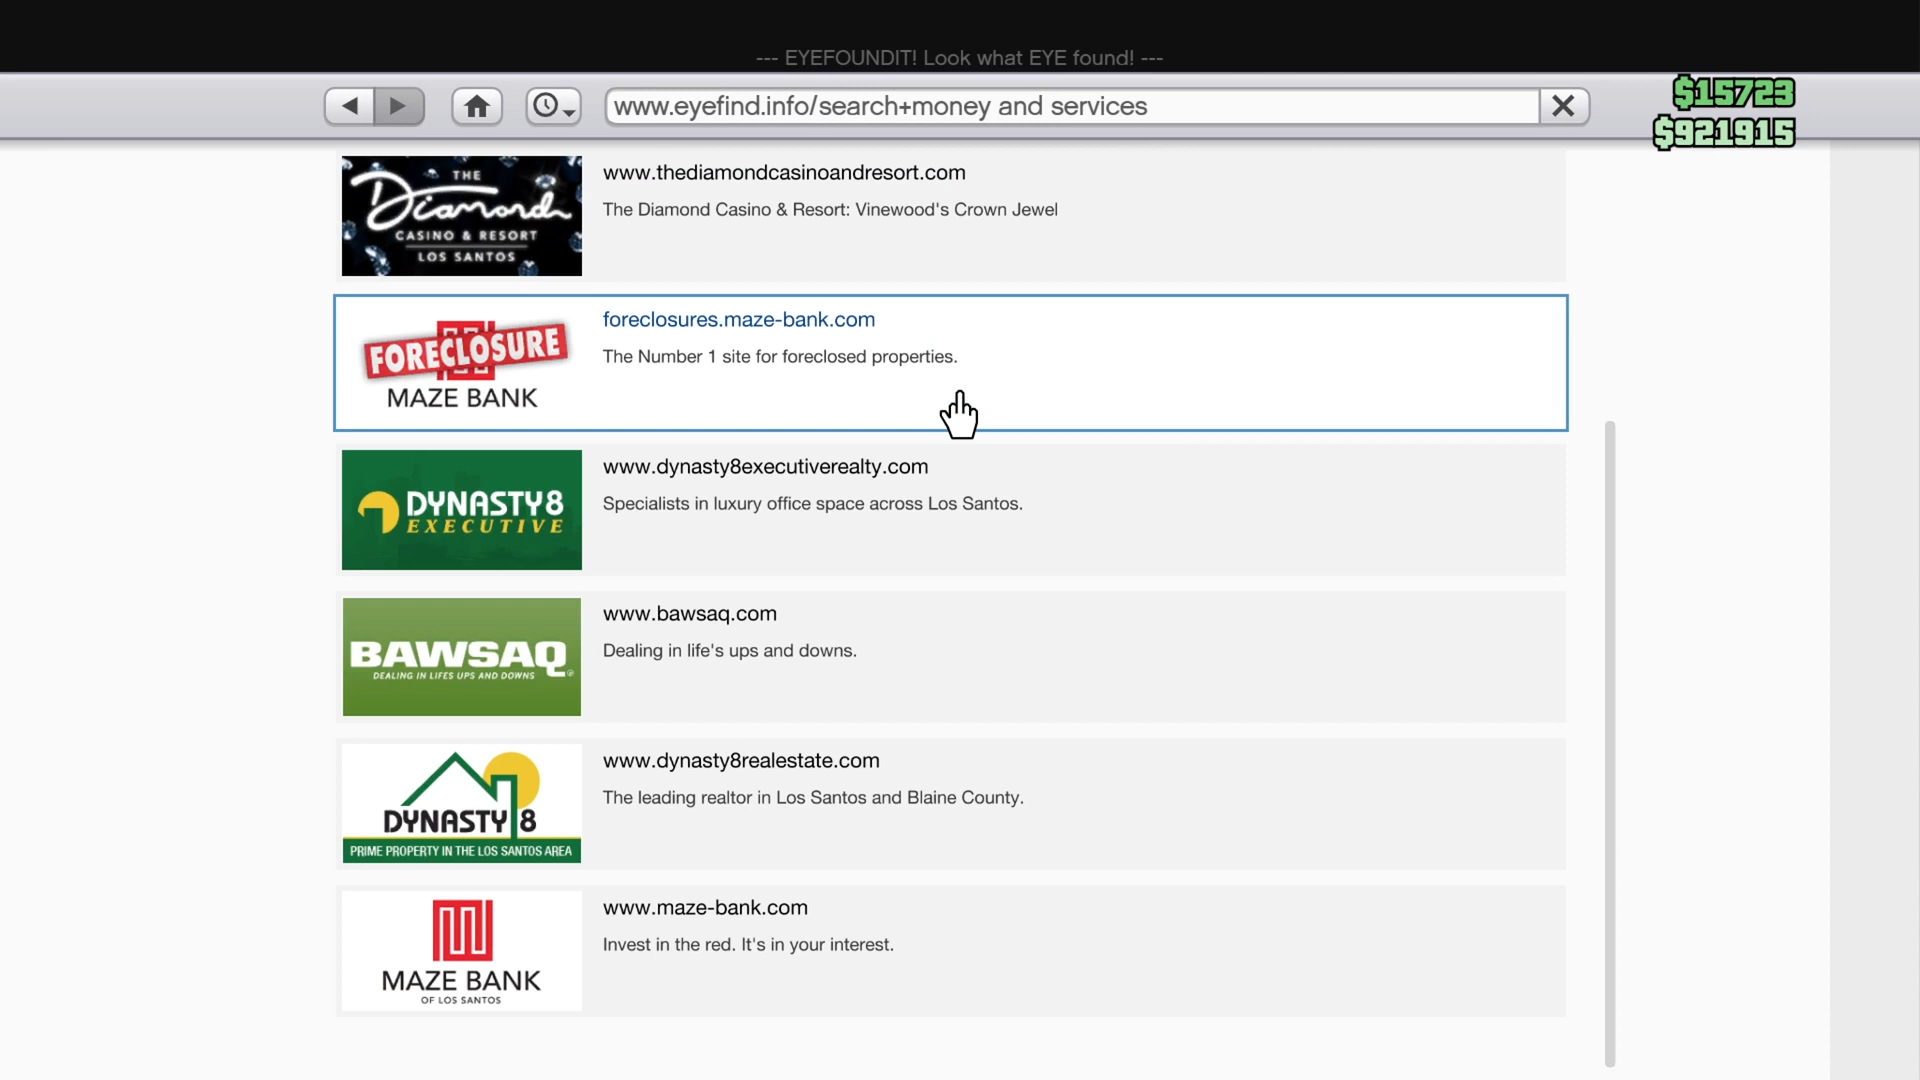 --- EYEFOUNDIT! Look what EYE found! ---
www.eyefind.info/search+money and services
$15723
$921915
THE
Diamond
CASINO & RESORT
LOS SANTOS
www.thediamondcasinoandresort.com
The Diamond Casino & Resort: Vinewood's Crown Jewel
FORECLOSURE
MAZE BANK
foreclosures.maze-bank.com
The Number 1 site for foreclosed properties.
DYNASTY8
EXECUTIVE
www.dynasty8executiverealty.com
Specialists in luxury office space across Los Santos.
BAWSAQ
DEALING IN LIFES UPS AND DOWNS
www.bawsaq.com
Dealing in life's ups and downs.
DYNASTY 8
PRIME PROPERTY IN THE LOS SANTOS AREA
www.dynasty8realestate.com
The leading realtor in Los Santos and Blaine County.
MAZE BANK
OF LOS SANTOS
www.maze-bank.com
Invest in the red. It's in your interest.